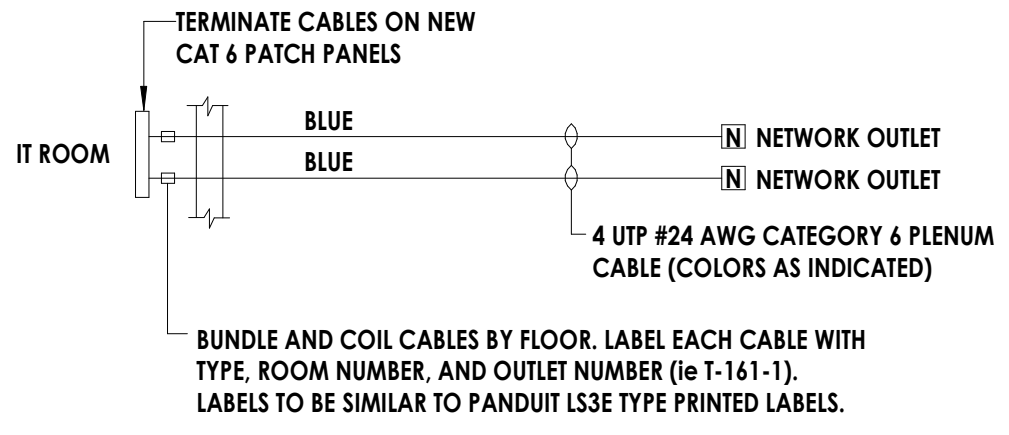 TERMINATE CABLES ON NEW
CAT 6 PATCH PANELS
IT ROOM
BLUE
N NETWORK OUTLET
BLUE
N NETWORK OUTLET
4 UTP #24 AWG CATEGORY 6 PLENUM
CABLE (COLORS AS INDICATED)
BUNDLE AND COIL CABLES BY FLOOR. LABEL EACH CABLE WITH
TYPE, ROOM NUMBER, AND OUTLET NUMBER (ie T-161-1).
LABELS TO BE SIMILAR TO PANDUIT LS3E TYPE PRINTED LABELS.